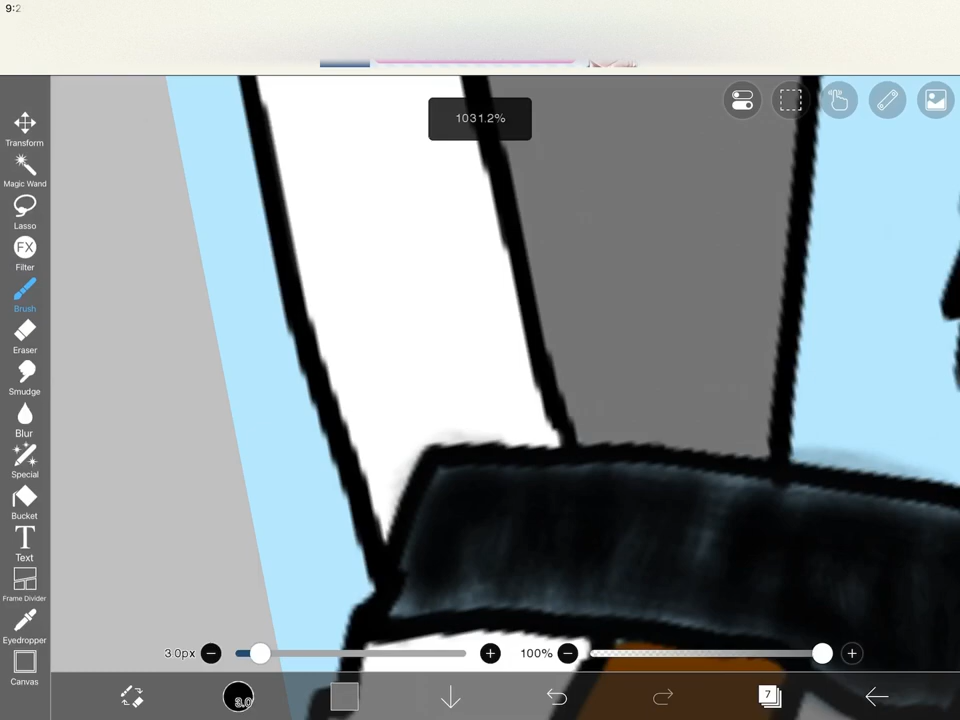 9:2
1031.2%
Transform
Magic Wand
Lasso
FX
Filter
Brush
Eraser
Smudge
Blur
Special
Bucket
T
Text
Frame Divider
Eyedropper
Canvas
3.0px
100%
3.0
7